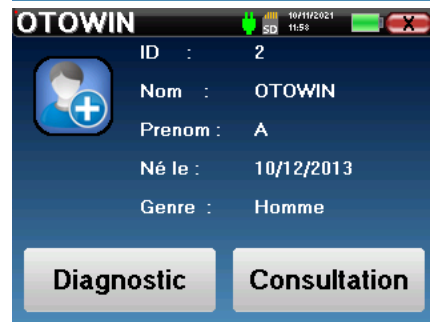 OTOWIN
SD
10/11/2021
11:58
X
ID : 2
Nom : OTOWIN
Prenom : A
Né le : 10/12/2013
Genre : Homme
Diagnostic
Consultation